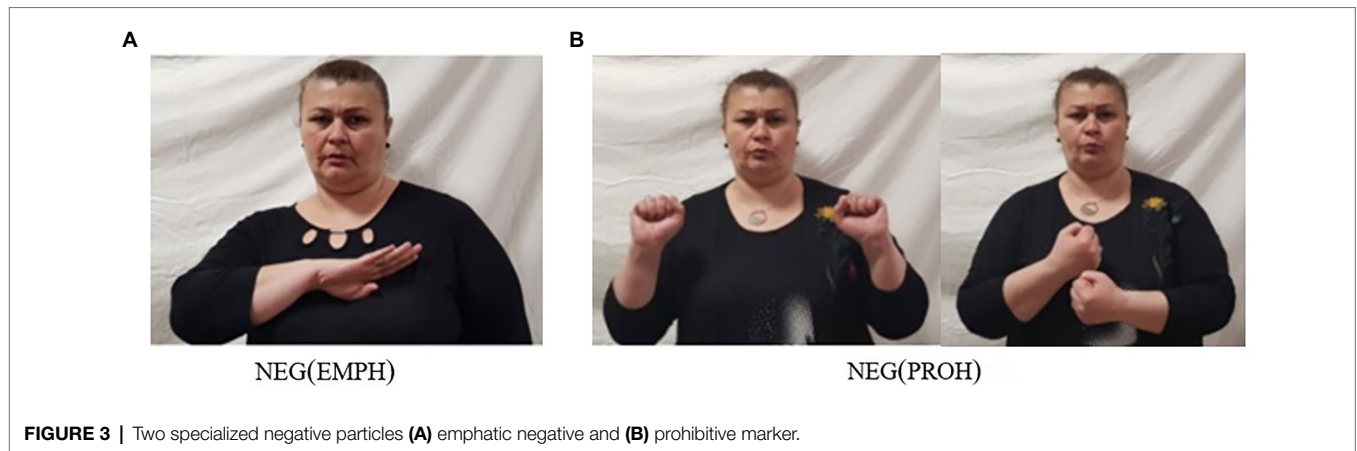 A
B
NEG(EMPH)
NEG(PROH)
FIGURE 3 | Two specialized negative particles (A) emphatic negative and (B) prohibitive marker.